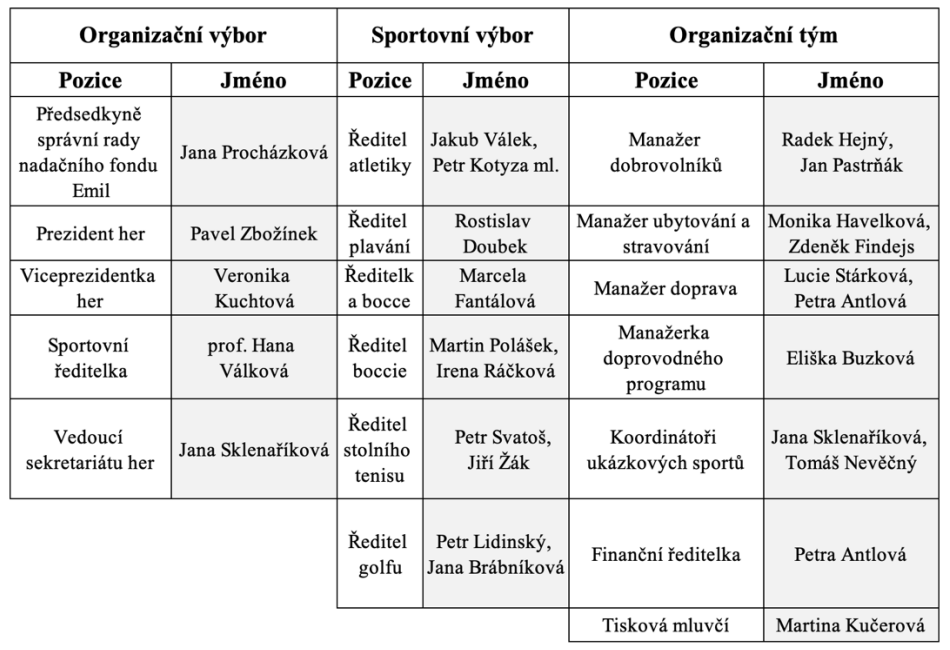 Organizační výbor
Sportovní výbor
Organizační tým
Pozice
Jméno
Pozice
Jméno
Pozice
Jméno
Předsedkyně
správní rady
nadačního fondu
Emil
Jana Procházková
Ředitel
atletiky
Jakub Válek,
Petr Kotyza ml.
Manažer
dobrovolníků
Radek Hejný,
Jan Pastrňák
Prezident her
Pavel Zbožínek
Ředitel
plavání
Rostislav
Doubek
Manažer ubytování a
stravování
Monika Havelková,
Zdeněk Findejs
Viceprezidentka
her
Veronika
Kuchtová
Ředitelk
a bocce
Marcela
Fantálová
Manažer doprava
Lucie Stárková,
Petra Antlová
Sportovní
ředitelka
prof. Hana
Válková
Ředitel
boccie
Martin Polášek,
Irena Ráčková
Manažerka
doprovodného
programu
Eliška Buzková
Vedoucí
sekretariátu her
Jana Sklenaříková
Ředitel
stolního
tenisu
Petr Svatoš,
Jiří Žák
Koordinátoři
ukázkových sportů
Jana Sklenaříková,
Tomáš Nevěčný
Ředitel
golfu
Petr Lidinský,
Jana Brábníková
Finanční ředitelka
Petra Antlová
Tisková mluvčí
Martina Kučerová